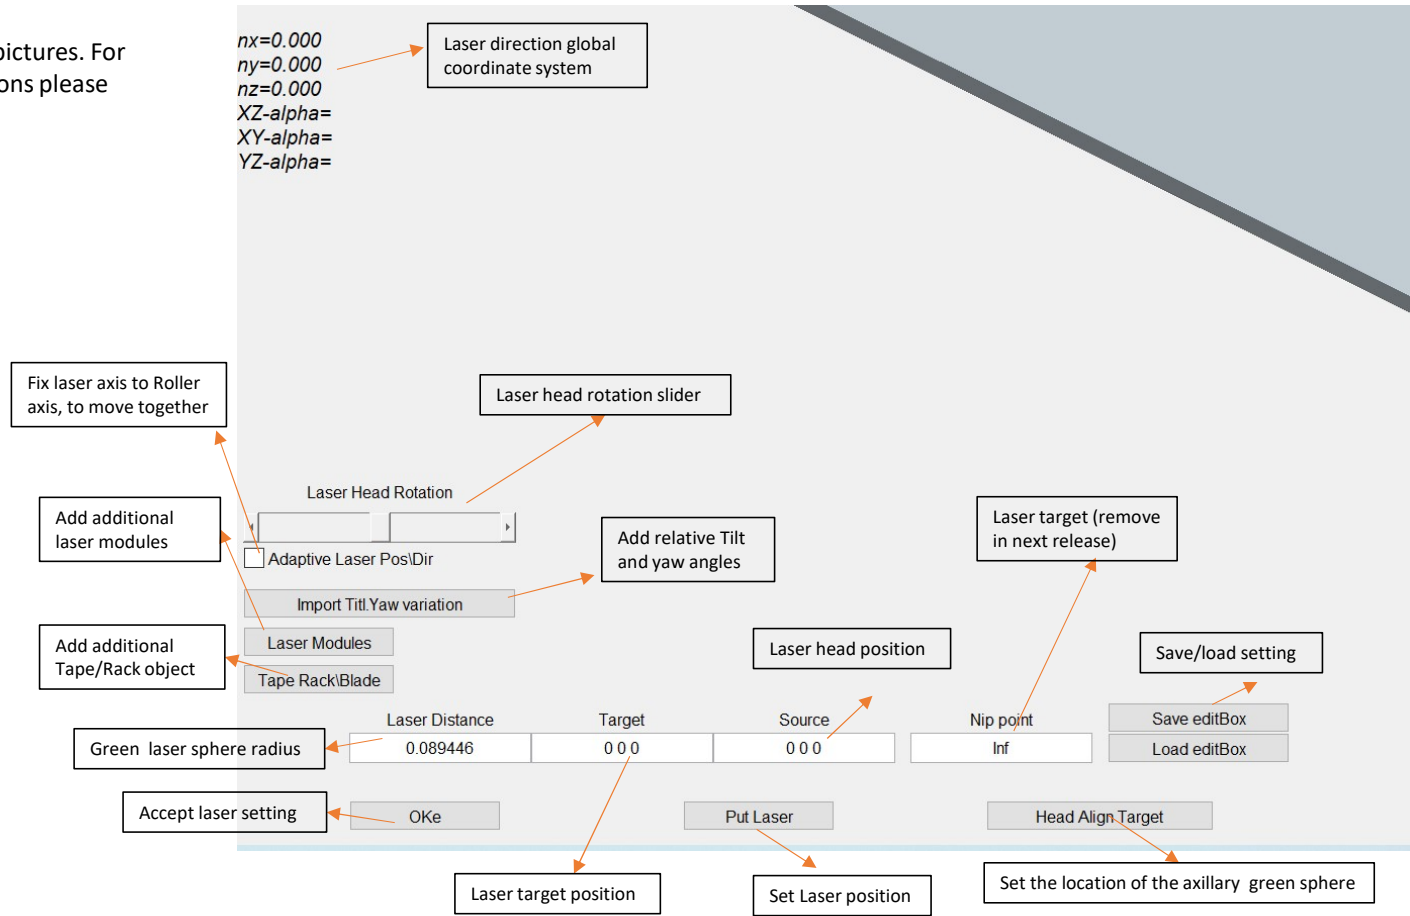 pictures. For
ons please
nx=0.000
ny=0.000
nz=0.000
XZ-alpha=
XY-alpha=
YZ-alpha=
Laser direction global
coordinate system
Fix laser axis to Roller
axis, to move together
Laser head rotation slider
Laser Head Rotation
Add additional
laser modules
Adaptive Laser Pos\Dir
Add relative Tilt
and yaw angles
Laser target (remove
in next release)
Import Titl.Yaw variation
Laser Modules
Add additional
Tape/Rack object
Tape Rack\Blade
Laser head position
Save/load setting
Laser Distance
Target
Source
Nip point
Save editBox
Green  laser sphere radius
0.089446
0 0 0
0 0 0
Inf
Load editBox
Accept laser setting
OKe
Put Laser
Head Align Target
Laser target position
Set Laser position
Set the location of the axillary  green sphere